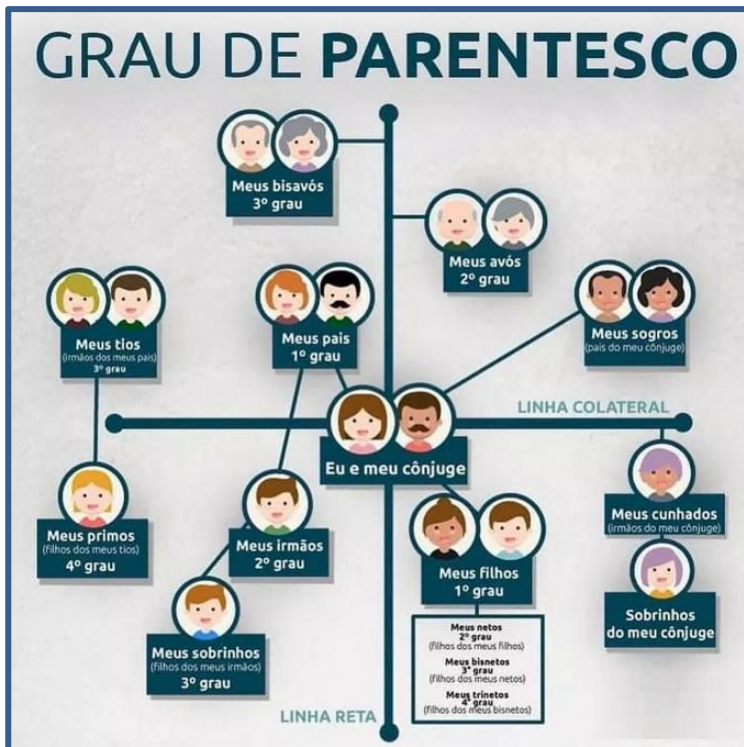 GRAU DE PARENTESCO
Meus bisavós
3º grau
Meus avós
2º grau
Meus tios
(irmãos dos meus pais)
3º grau
Meus pais
1º grau
Meus sogros
(pais do meu cônjuge)
LINHA COLATERAL
Eu e meu cônjuge
Meus primos
(filhos dos meus tios)
4º grau
Meus irmãos
2º grau
Meus filhos
1º grau
Meus cunhados
(irmãos do meu cônjuge)
Sobrinhos
do meu cônjuge
Meus sobrinhos
(filhos dos meus irmãos)
3º grau
Meus netos
2º grau
(filhos dos meus filhos)
Meus bisnetos
3º grau
(filhos dos meus netos)
Meus trinetos
4º grau
(filhos dos meus bisnetos)
LINHA RETA